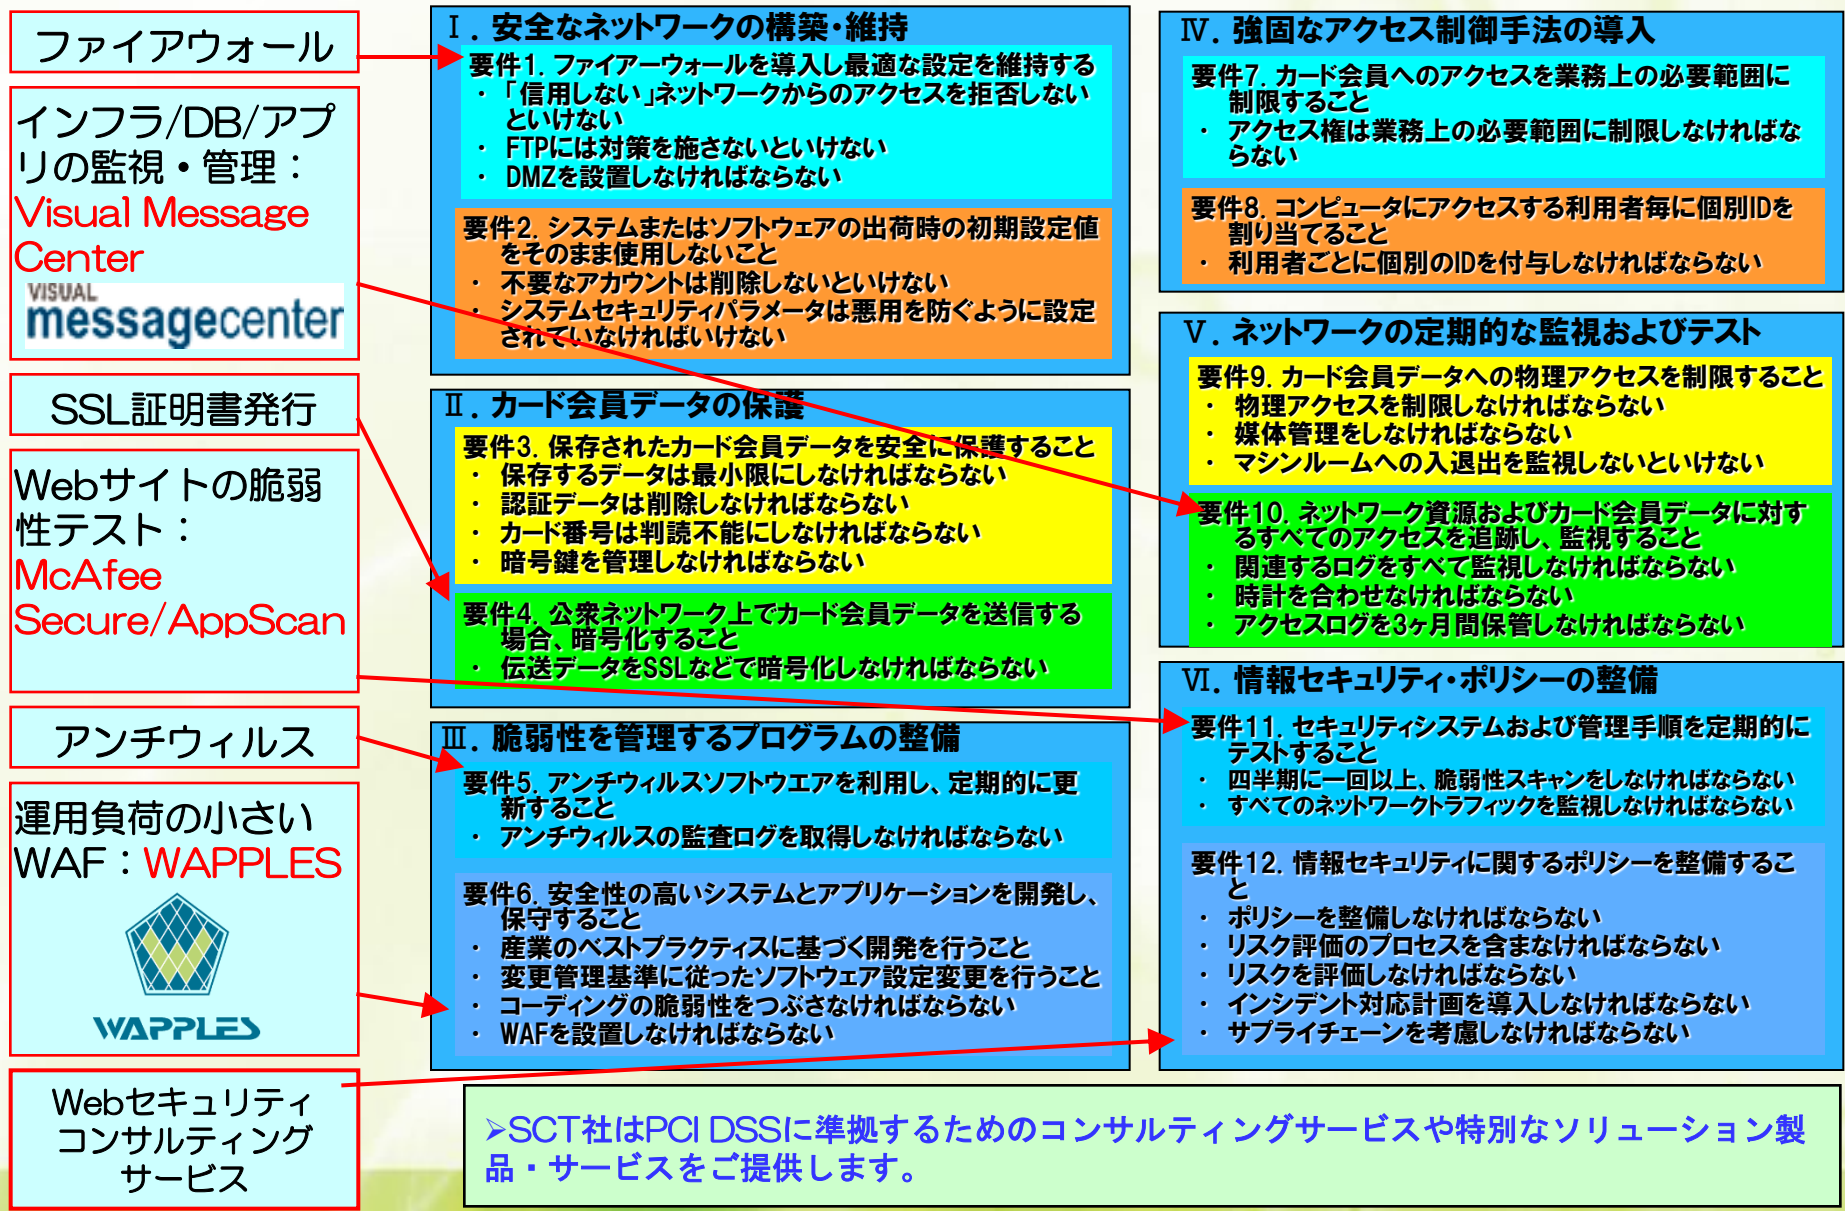 ファイアウォール
インフラ/DB/アプ
リの監視・管理：
Visual Message
Center
VISUAL
messagecenter
SSL証明書発行
Webサイトの脆弱
性テスト：
McAfee
Secure/AppScan
アンチウィルス
運用負荷の小さい
WAF：WAPPLES
WAPPLES
Webセキュリティ
コンサルティング
サービス
Ⅰ．安全なネットワークの構築・維持
要件1．ファイアーウォールを導入し最適な設定を維持する
・「信用しない」ネットワークからのアクセスを拒否しない
といけない
・ FTPには対策を施さないといけない
・ DMZを設置しなければならない
要件2．システムまたはソフトウェアの出荷時の初期設定値
をそのまま使用しないこと
・ 不要なアカウントは削除しないといけない
・ システムセキュリティパラメータは悪用を防ぐように設定
されていなければいけない
Ⅱ．カード会員データの保護
要件3．保存されたカード会員データを安全に保護すること
・ 保存するデータは最小限にしなければならない
・ 認証データは削除しなければならない
・ カード番号は判読不能にしなければならない
・ 暗号鍵を管理しなければならない
要件4．公衆ネットワーク上でカード会員データを送信する
場合、暗号化すること
・ 伝送データをSSLなどで暗号化しなければならない
Ⅲ．脆弱性を管理するプログラムの整備
要件5．アンチウィルスソフトウエアを利用し、定期的に更
新すること
・ アンチウィルスの監査ログを取得しなければならない
要件6．安全性の高いシステムとアプリケーションを開発し、
保守すること
・ 産業のベストプラクティスに基づく開発を行うこと
・ 変更管理基準に従ったソフトウェア設定変更を行うこと
・ コーディングの脆弱性をつぶさなければならない
・ WAFを設置しなければならない
Ⅳ．強固なアクセス制御手法の導入
要件7．カード会員へのアクセスを業務上の必要範囲に
制限すること
・ アクセス権は業務上の必要範囲に制限しなければな
らない
要件8．コンピュータにアクセスする利用者毎に個別IDを
割り当てること
・ 利用者ごとに個別のIDを付与しなければならない
Ⅴ．ネットワークの定期的な監視およびテスト
要件9．カード会員データへの物理アクセスを制限すること
・ 物理アクセスを制限しなければならない
・ 媒体管理をしなければならない
・ マシンルームへの入退出を監視しないといけない
要件10．ネットワーク資源およびカード会員データに対す
るすべてのアクセスを追跡し、監視すること
・ 関連するログをすべて監視しなければならない
・ 時計を合わせなければならない
・ アクセスログを3ヶ月間保管しなければならない
Ⅵ．情報セキュリティ・ポリシーの整備
要件11．セキュリティシステムおよび管理手順を定期的に
テストすること
・ 四半期に一回以上、脆弱性スキャンをしなければならない
・ すべてのネットワークトラフィックを監視しなければならない
要件12．情報セキュリティに関するポリシーを整備するこ
と
・ ポリシーを整備しなければならない
・ リスク評価のプロセスを含まなければならない
・ リスクを評価しなければならない
・ インシデント対応計画を導入しなければならない
・ サプライチェーンを考慮しなければならない
➢SCT社はPCI DSSに準拠するためのコンサルティングサービスや特別なソリューション製
品・サービスをご提供します。